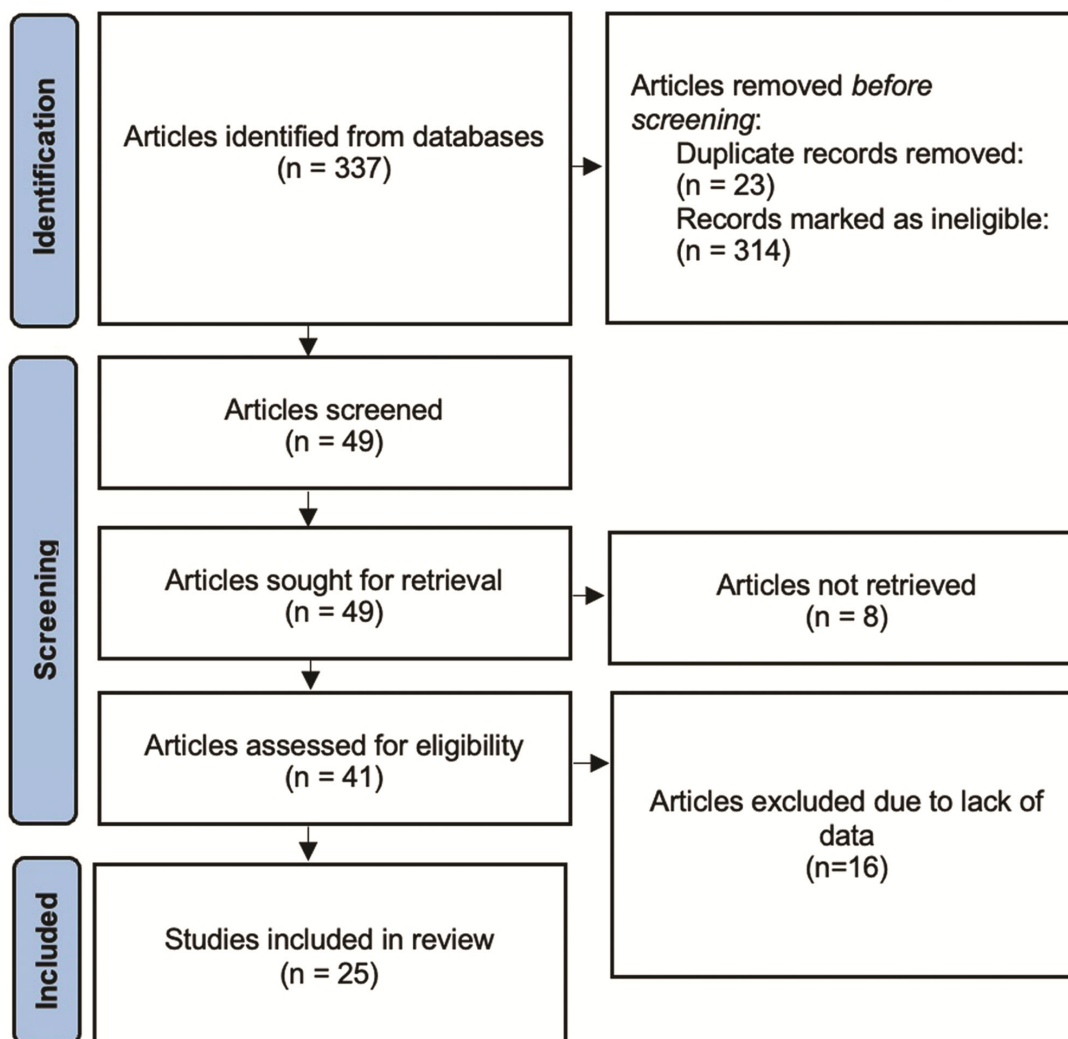 Identification
Articles identified from databases
(n = 337)
Articles removed before
screening:
Duplicate records removed:
(n = 23)
Records marked as ineligible:
(n = 314)
Screening
Articles screened
(n = 49)
Articles sought for retrieval
(n = 49)
Articles not retrieved
(n = 8)
Articles assessed for eligibility
(n = 41)
Articles excluded due to lack of
data
(n=16)
Included
Studies included in review
(n = 25)